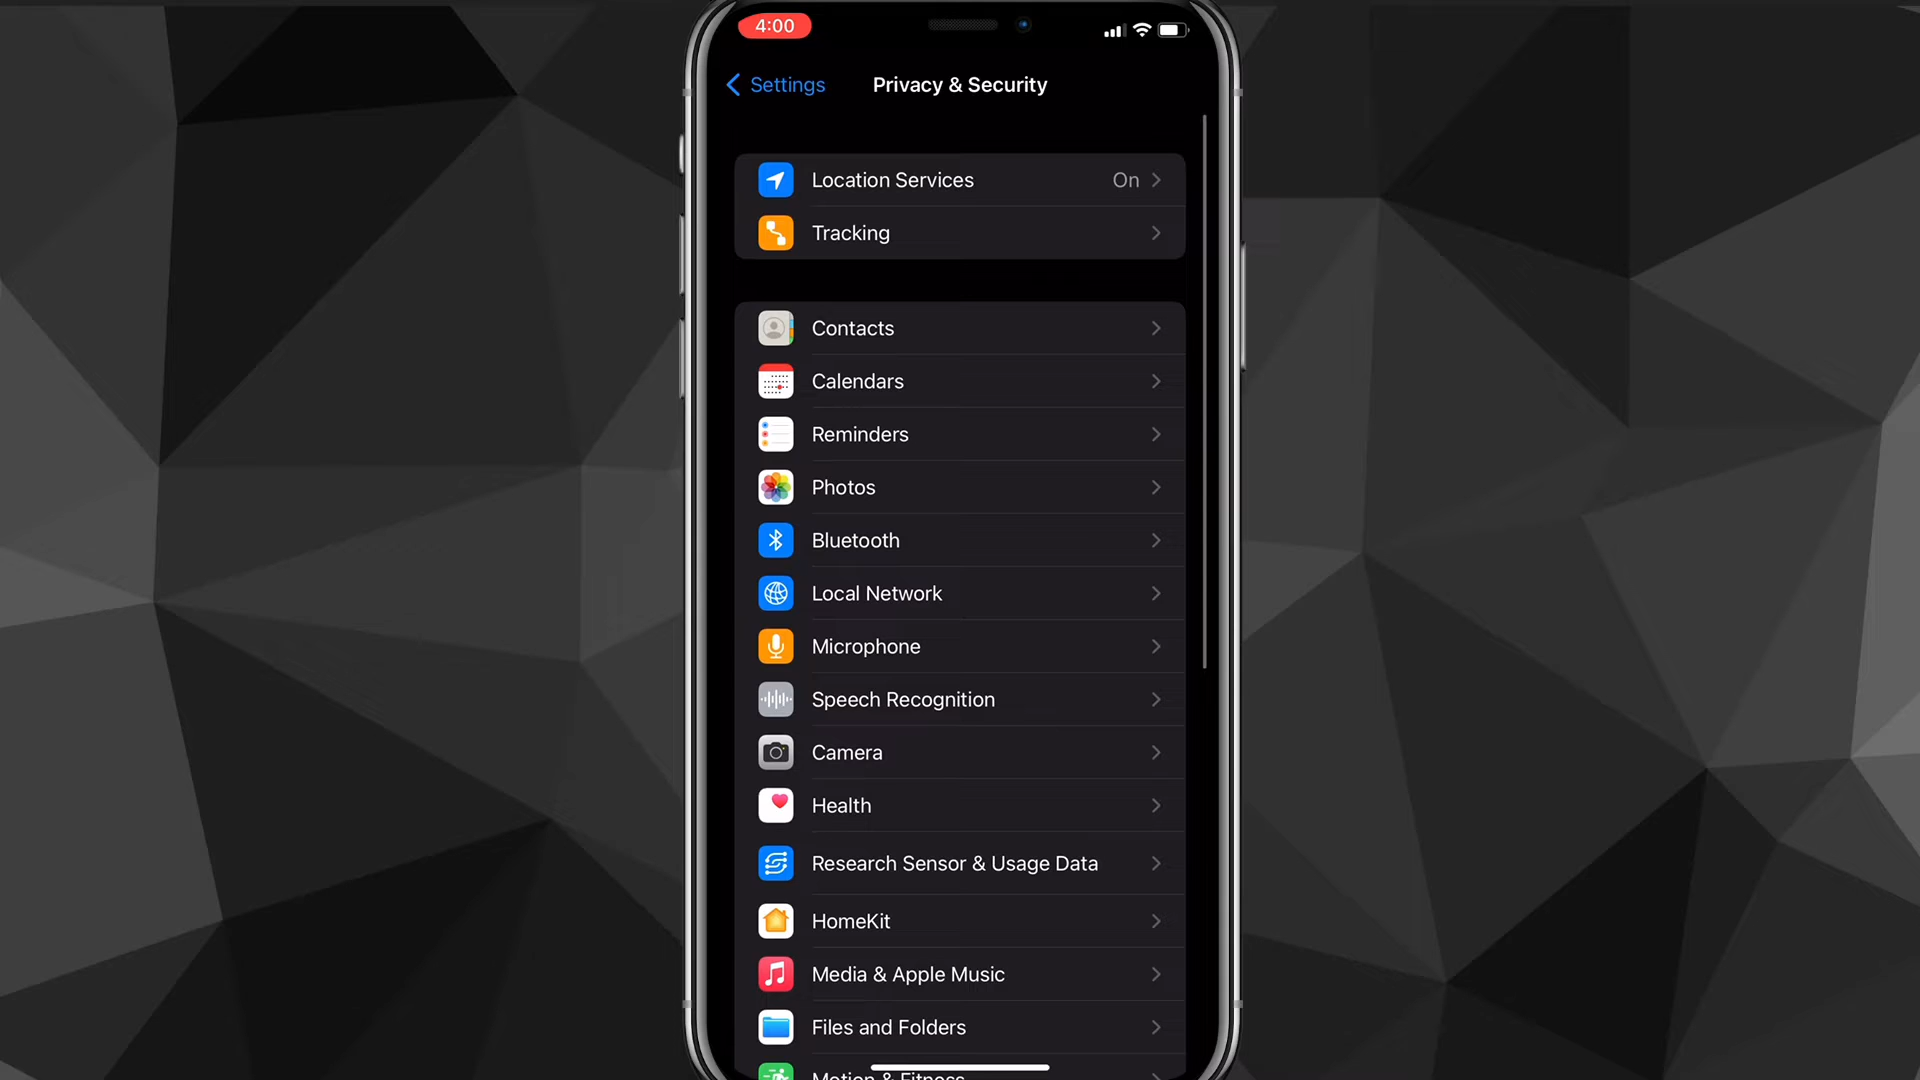 4:00
Settings
Privacy & Security
Location Services On
Tracking
Contacts
Calendars
Reminders
Photos
Bluetooth
Local Network
Microphone
Speech Recognition
Camera
Health
Research Sensor & Usage Data
HomeKit
Media & Apple Music
Files and Folders
Motion & Fitness